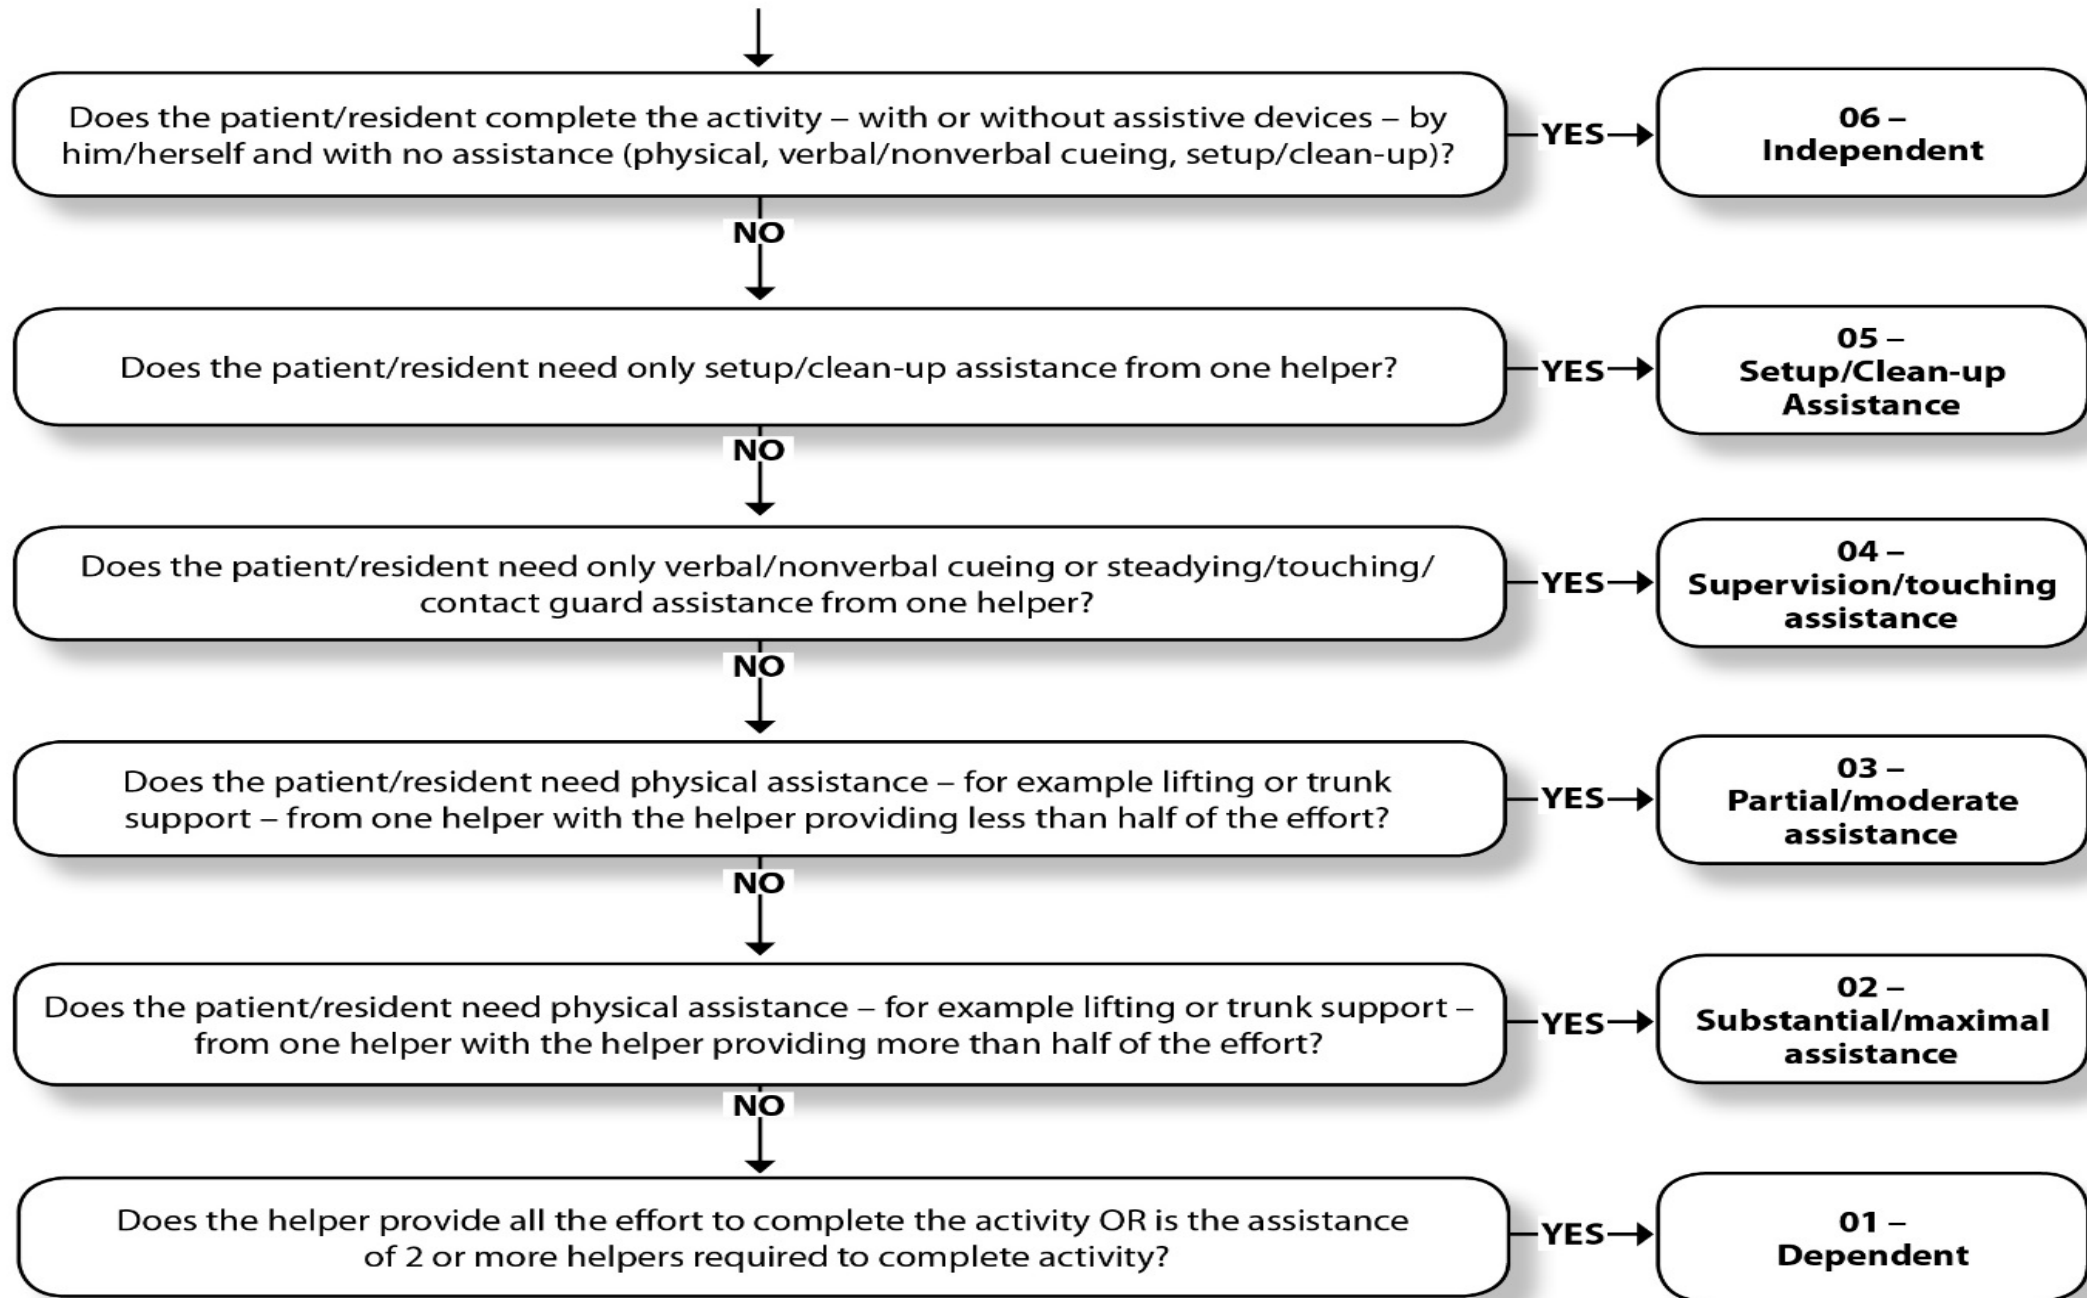 Does the patient/resident complete the activity – with or without assistive devices – by
him/herself and with no assistance (physical, verbal/nonverbal cueing, setup/clean-up)?
YES
06 –
Independent
NO
Does the patient/resident need only setup/clean-up assistance from one helper?
YES
05 –
Setup/Clean-up
Assistance
NO
Does the patient/resident need only verbal/nonverbal cueing or steadying/touching/
contact guard assistance from one helper?
YES
04 –
Supervision/touching
assistance
NO
Does the patient/resident need physical assistance – for example lifting or trunk
support – from one helper with the helper providing less than half of the effort?
YES
03 –
Partial/moderate
assistance
NO
Does the patient/resident need physical assistance – for example lifting or trunk support –
from one helper with the helper providing more than half of the effort?
YES
02 –
Substantial/maximal
assistance
NO
Does the helper provide all the effort to complete the activity OR is the assistance
of 2 or more helpers required to complete activity?
YES
01 –
Dependent